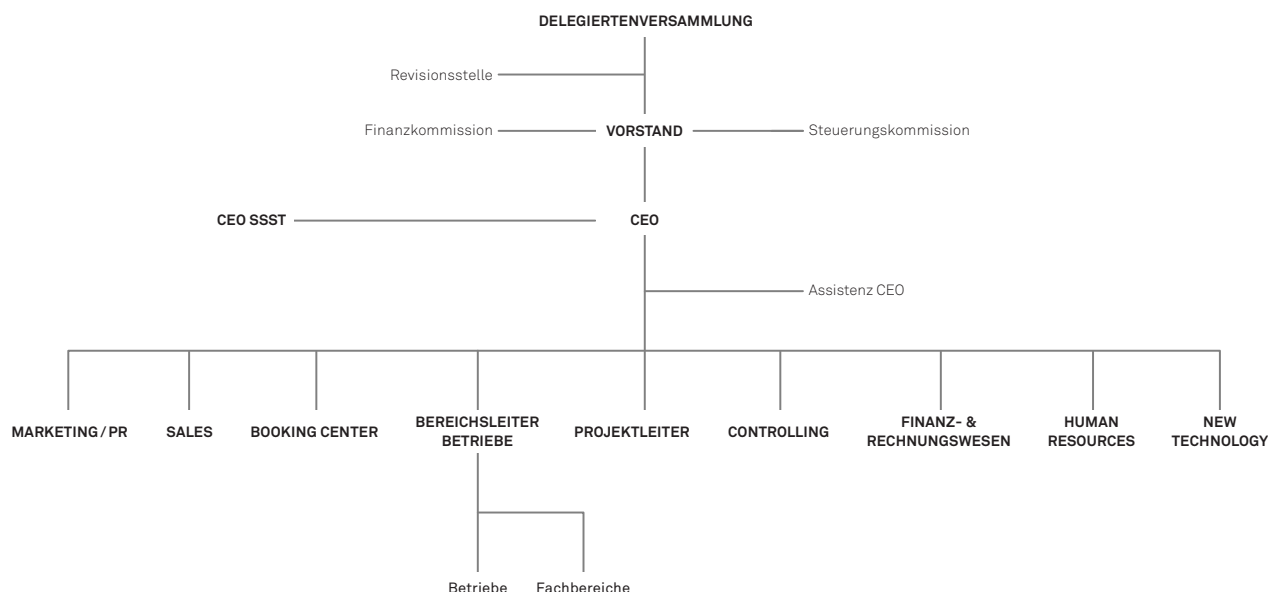 DELEGIERTENVERSAMMLUNG
Revisionsstelle
Finanzkommission VORSTAND Steuerungskommission
CEO SSST CEO
Assistenz CEO
MARKETING / PR SALES BOOKING CENTER BEREICHSLEITER BETRIEBE PROJEKTLEITER CONTROLLING FINANZ- & RECHNUNGSWESEN HUMAN RESOURCES NEW TECHNOLOGY
Betriebe Fachbereiche